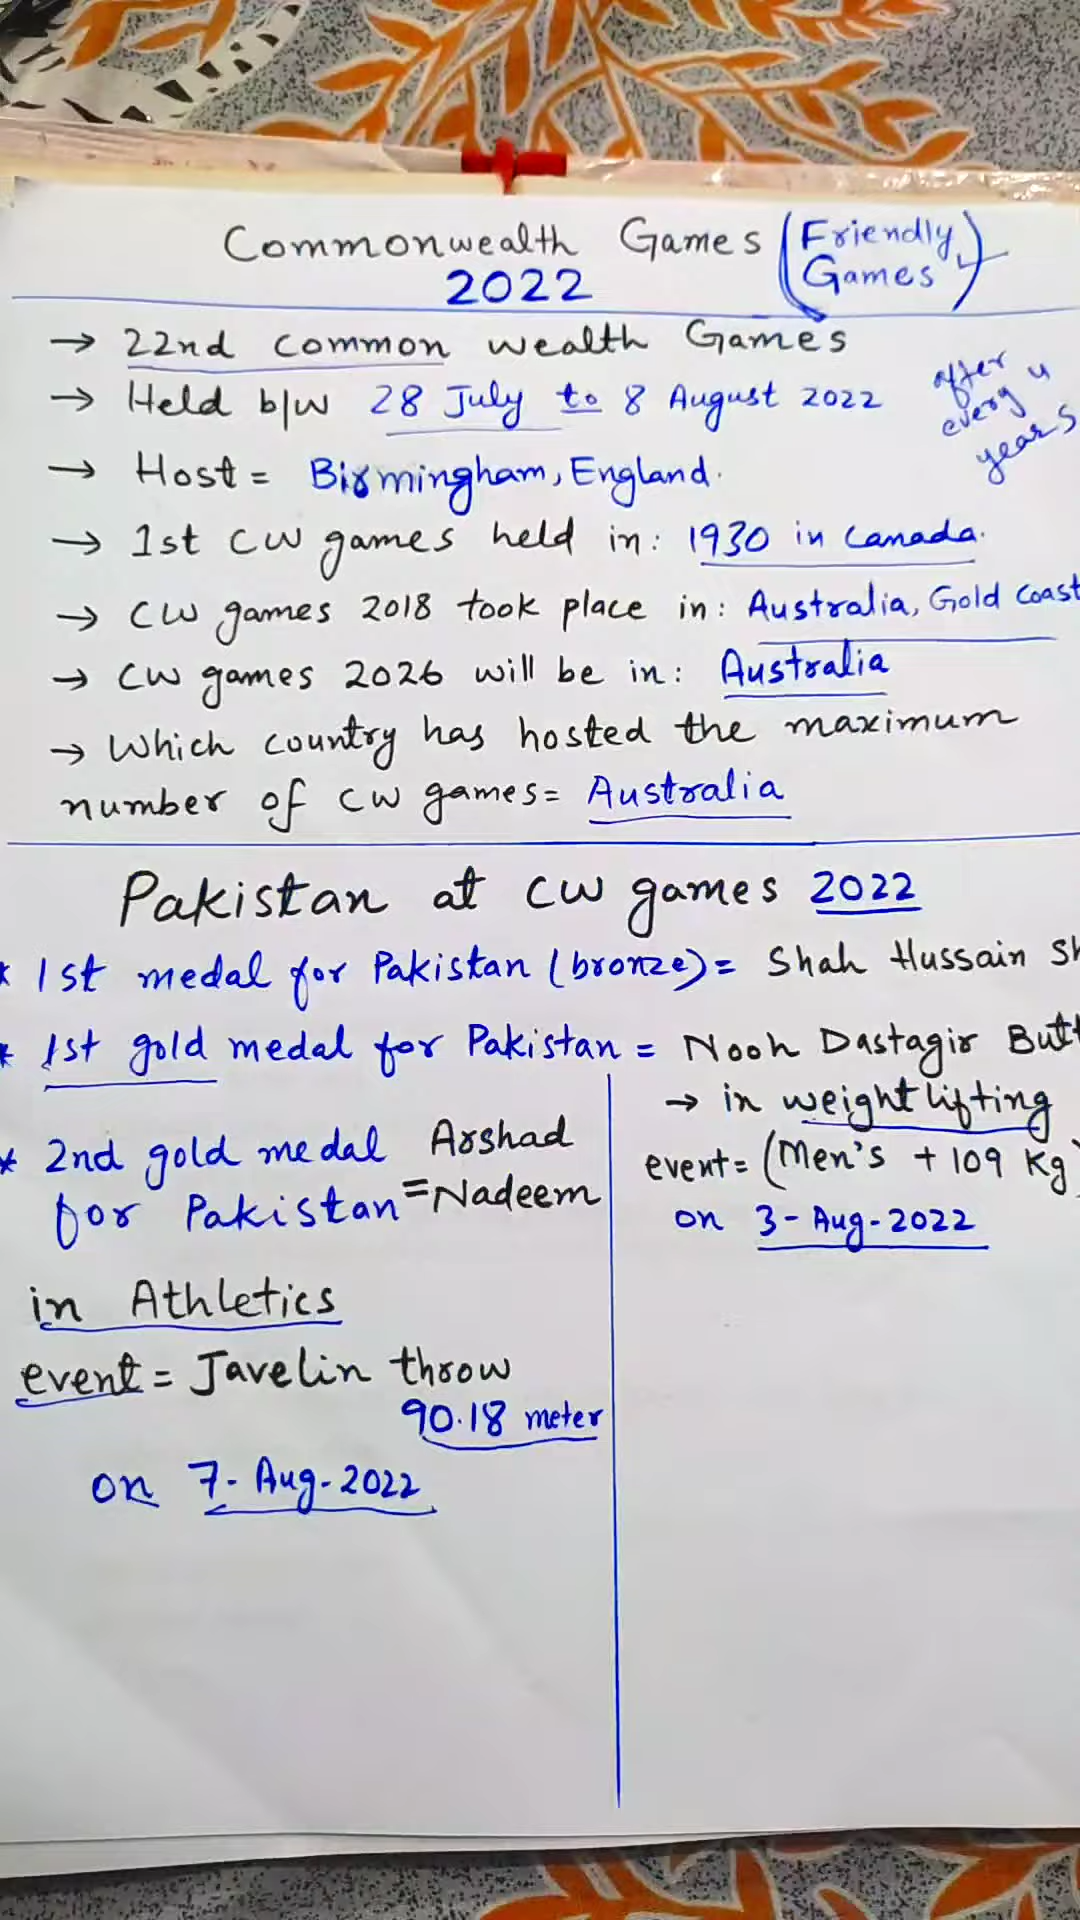 Commonwealth Games (Friendly Games)
2022
→ 22nd common wealth Games
→ Held b/w 28 July to 8 August 2022
after every 4 years
→ Host = Birmingham, England.
→ 1st CW games held in: 1930 in Canada.
→ CW games 2018 took place in: Australia, Gold Coast
→ CW games 2026 will be in: Australia
→ Which country has hosted the maximum
number of CW games = Australia
Pakistan at CW games 2022
* 1st medal for Pakistan (bronze) = Shah Hussain Sh
* 1st gold medal for Pakistan = Nooh Dastagir Butt
→ in weightlifting
event = (Men's + 109 Kg)
on 3-Aug-2022
* 2nd gold medal Arshad
for Pakistan = Nadeem
in Athletics
event = Javelin throw
90.18 meter
on 7-Aug-2022